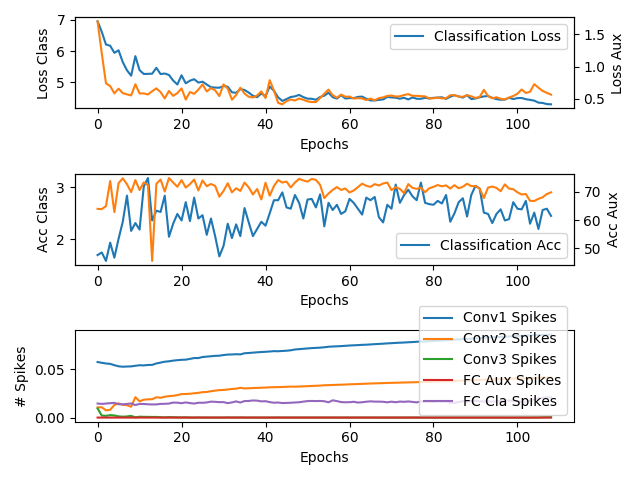 7
6
5
Loss Class
Classification Loss
1.5
1.0
0.5
Loss Aux
0 20 40 60 80 100
Epochs
3
2
Acc Class
Classification Acc
70
60
50
Acc Aux
0 20 40 60 80 100
Epochs
0.05
0.00
# Spikes
Conv1 Spikes
Conv2 Spikes
Conv3 Spikes
FC Aux Spikes
FC Cla Spikes
0 20 40 60 80 100
Epochs